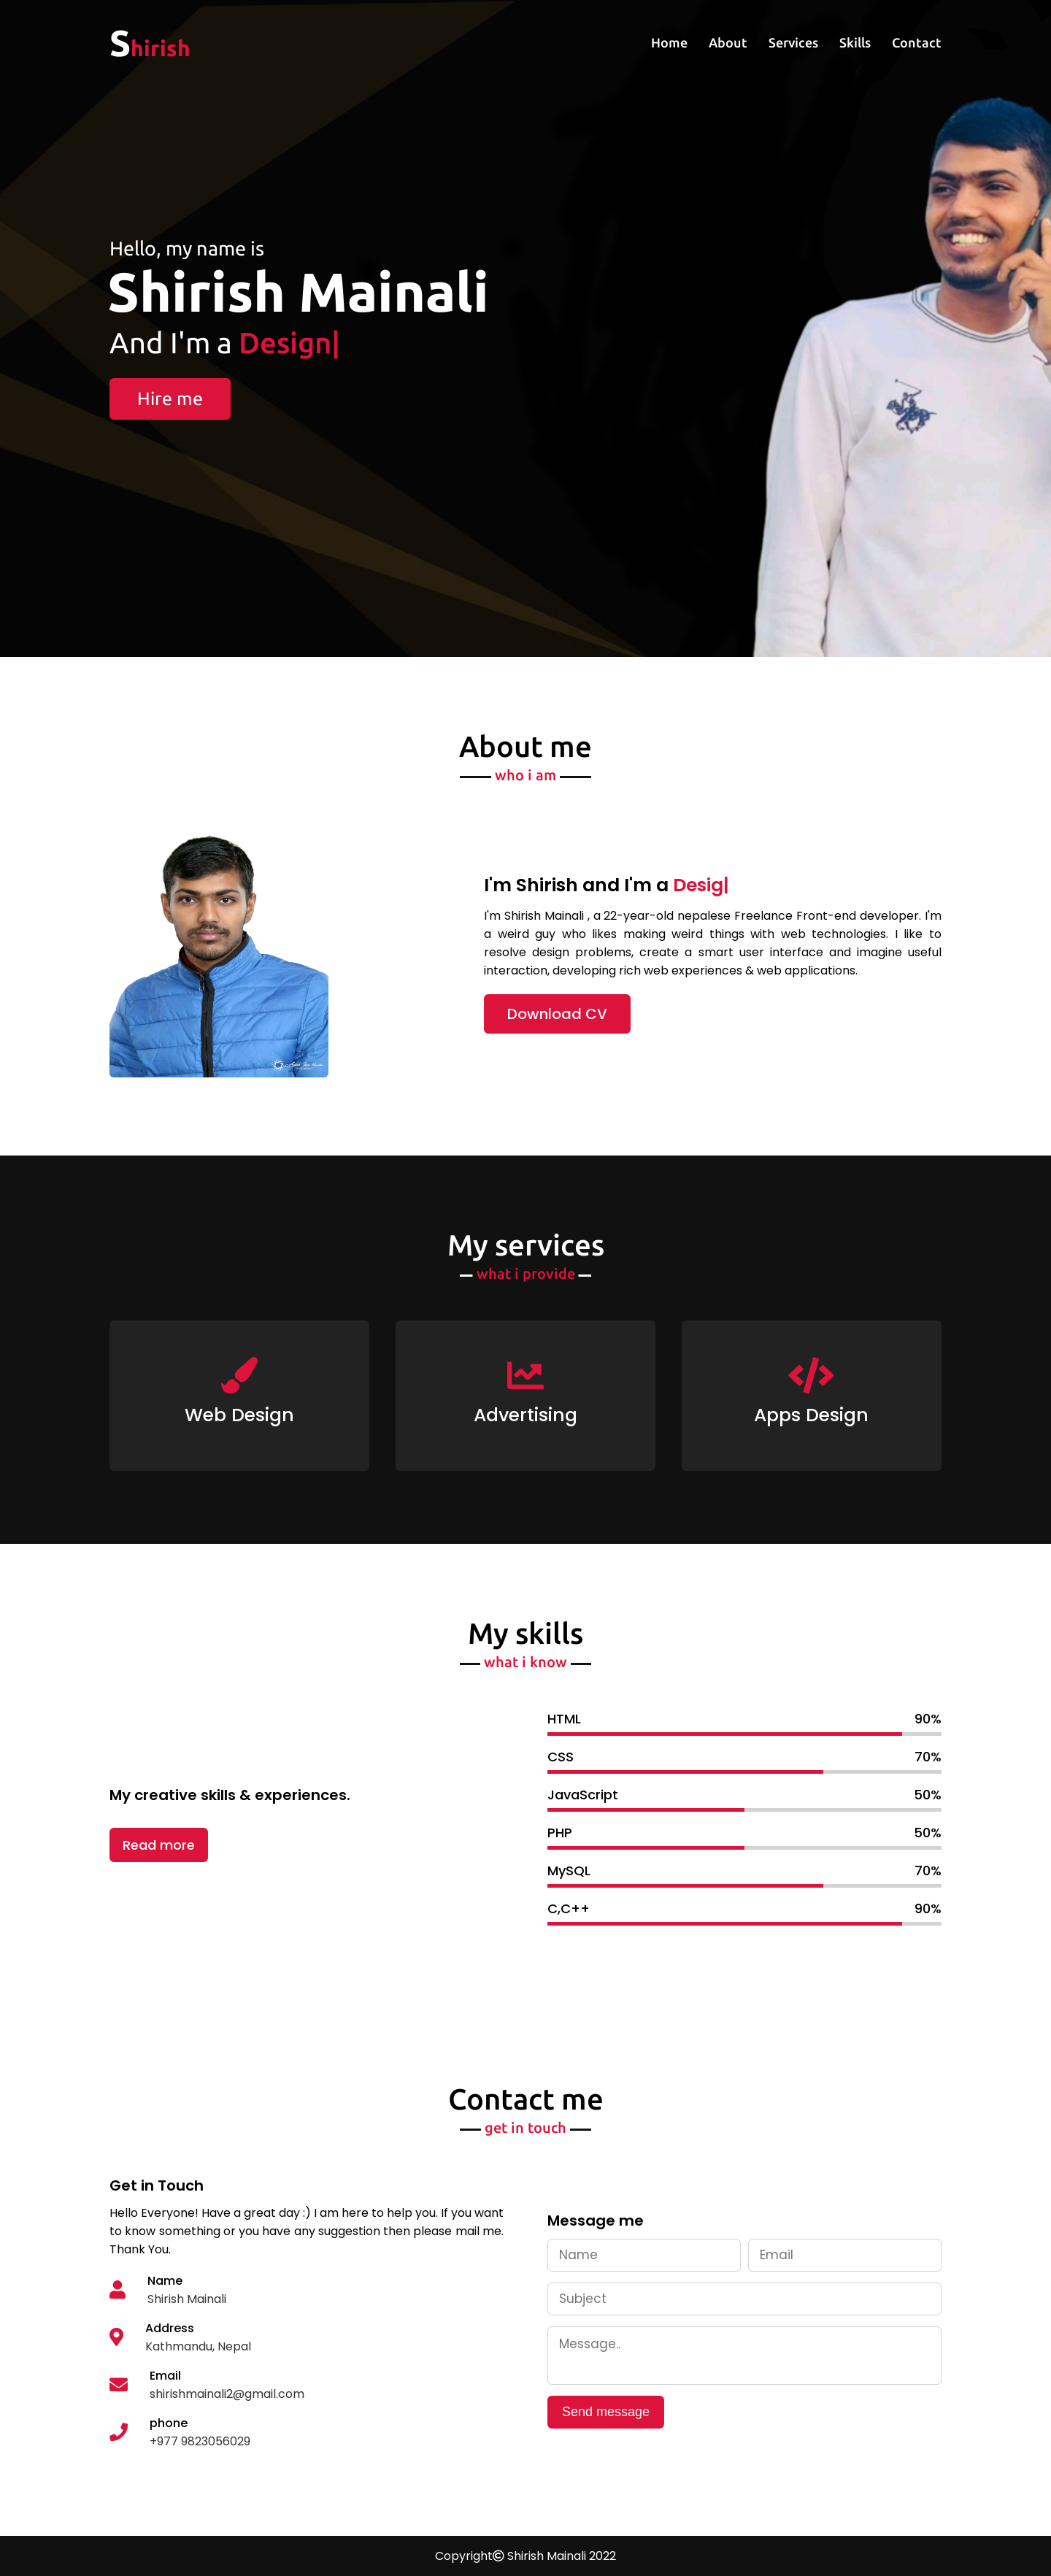 Shirish
Home About Services Skills Contact
Hello, my name is
Shirish Mainali
And I'm a Design|
Hire me
About me
who i am
I'm Shirish and I'm a Desig|
I'm Shirish Mainali , a 22-year-old nepalese Freelance Front-end developer. I'm
a weird guy who likes making weird things with web technologies. I like to
resolve design problems, create a smart user interface and imagine useful
interaction, developing rich web experiences & web applications.
Download CV
My services
what i provide
Web Design
Advertising
Apps Design
My skills
what i know
My creative skills & experiences.
Read more
HTML 90%
CSS 70%
JavaScript 50%
PHP 50%
MySQL 70%
C,C++ 90%
Contact me
get in touch
Get in Touch
Hello Everyone! Have a great day :) I am here to help you. If you want
to know something or you have any suggestion then please mail me.
Thank You.
Name
Shirish Mainali
Address
Kathmandu, Nepal
Email
shirishmainali2@gmail.com
phone
+977 9823056029
Message me
Name Email
Subject
Message..
Send message
Copyright© Shirish Mainali 2022